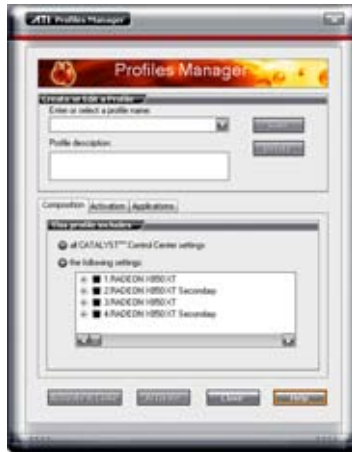 ATI Profiles Manager
Profiles Manager
Create or Edit a Profile
Enter or select a profile name:
Profile description:
Composition
Activation
Applications
This profile includes
all CATALYST™ Control Center settings
the following settings:
1.RADEON X850 XT
2.RADEON X850 XT Secondary
3.RADEON X850 XT
4.RADEON X850 XT Secondary
Activate
Close
Help